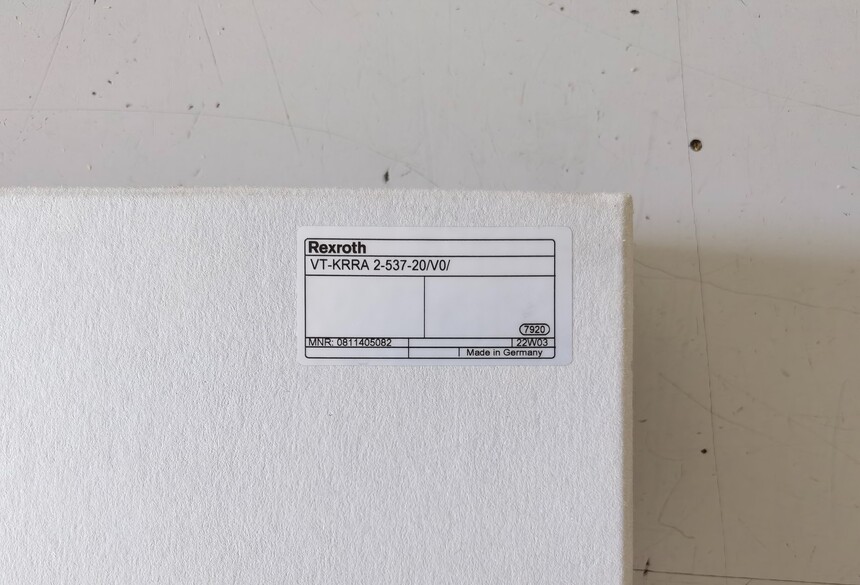 Rexroth
VT-KRRA 2-537-20/V0/
7920
MNR: 0811405082 22W03
Made in Germany